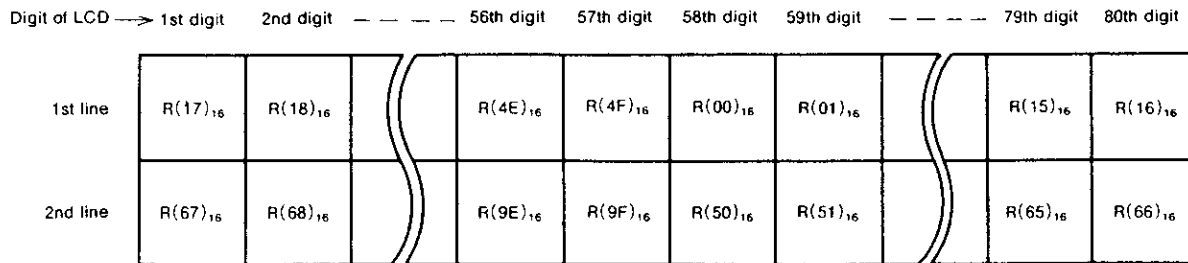 Digit of LCD → 1st digit 2nd digit – – – – 56th digit 57th digit 58th digit 59th digit – – – – 79th digit 80th digit
1st line R(17)₁₆ R(18)₁₆ R(4E)₁₆ R(4F)₁₆ R(00)₁₆ R(01)₁₆ R(15)₁₆ R(16)₁₆
2nd line R(67)₁₆ R(68)₁₆ R(9E)₁₆ R(9F)₁₆ R(50)₁₆ R(51)₁₆ R(65)₁₆ R(66)₁₆